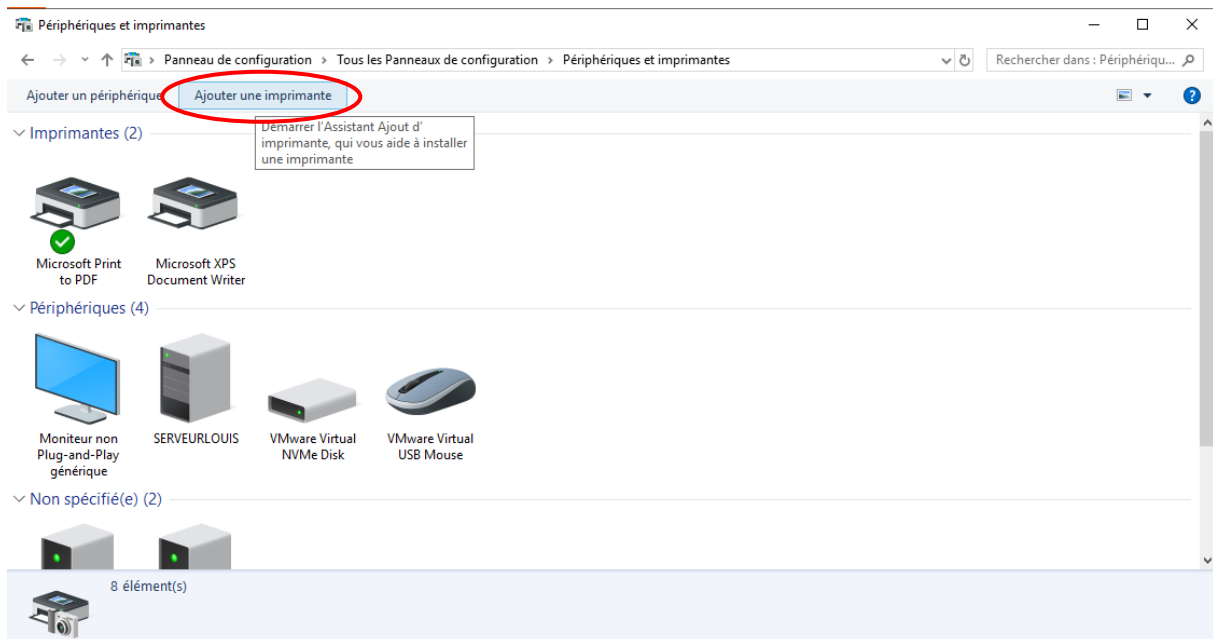 Périphériques et imprimantes
Panneau de configuration > Tous les Panneaux de configuration > Périphériques et imprimantes
Rechercher dans : Périphériqu...
Ajouter un périphérique
Ajouter une imprimante
Démarrer l'Assistant Ajout d'
imprimante, qui vous aide à installer
une imprimante
Imprimantes (2)
Microsoft Print
to PDF
Microsoft XPS
Document Writer
Périphériques (4)
Moniteur non
Plug-and-Play
générique
SERVEURLOUIS
VMware Virtual
NVMe Disk
VMware Virtual
USB Mouse
Non spécifié(e) (2)
8 élément(s)